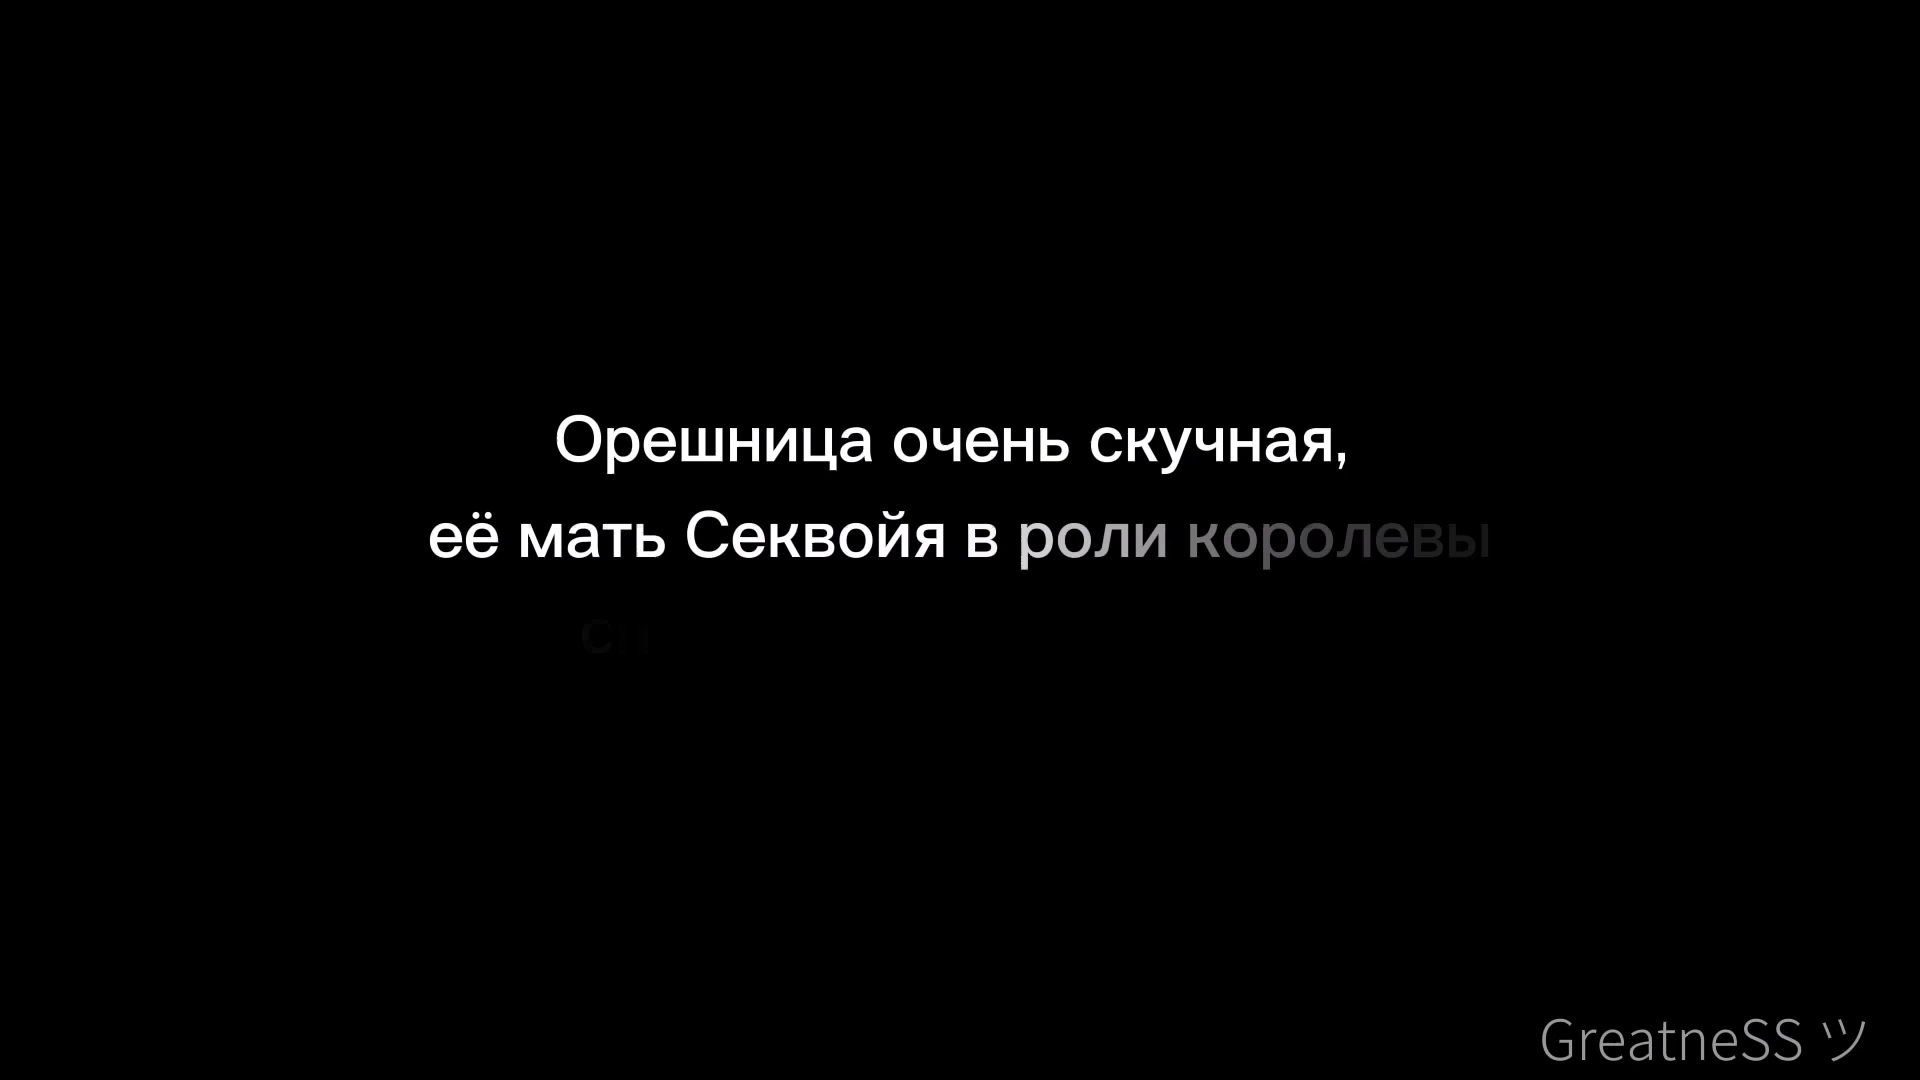 Орешница очень скучная,
её мать Секвойя в роли королевы
GreatneSS ツ